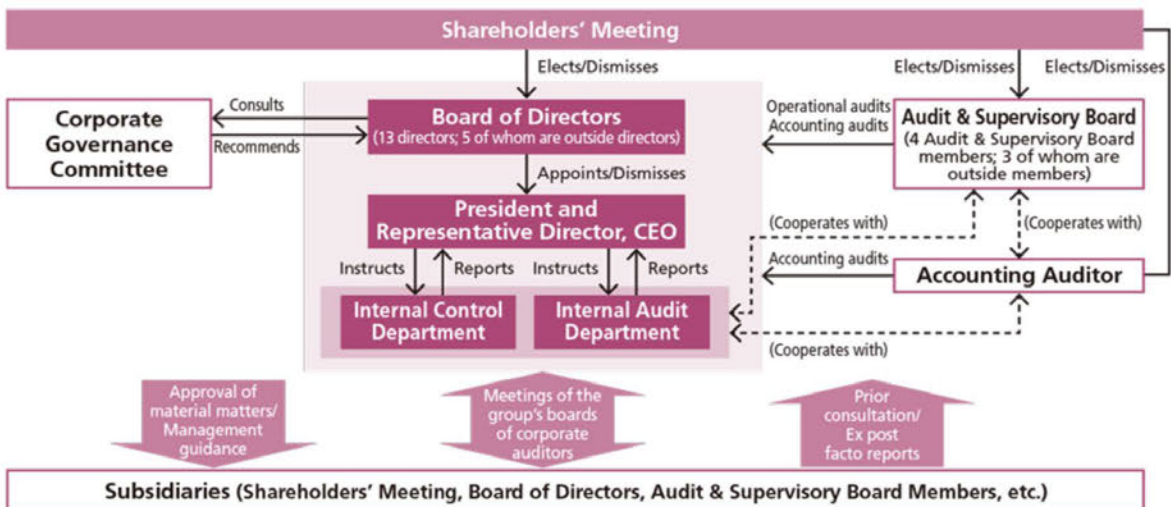 Shareholders' Meeting
Elects/Dismisses
Elects/Dismisses
Elects/Dismisses
Corporate
Governance
Committee
Consults
Recommends
Board of Directors
(13 directors; 5 of whom are outside directors)
Operational audits
Accounting audits
Audit & Supervisory Board
(4 Audit & Supervisory Board
members; 3 of whom are
outside members)
Appoints/Dismisses
President and
Representative Director, CEO
(Cooperates with)
(Cooperates with)
Instructs
Reports
Instructs
Reports
Accounting audits
Accounting Auditor
Internal Control
Department
Internal Audit
Department
(Cooperates with)
Approval of
material matters/
Management
guidance
Meetings of the
group's boards
of corporate
auditors
Prior
consultation/
Ex post
facto reports
Subsidiaries (Shareholders' Meeting, Board of Directors, Audit & Supervisory Board Members, etc.)